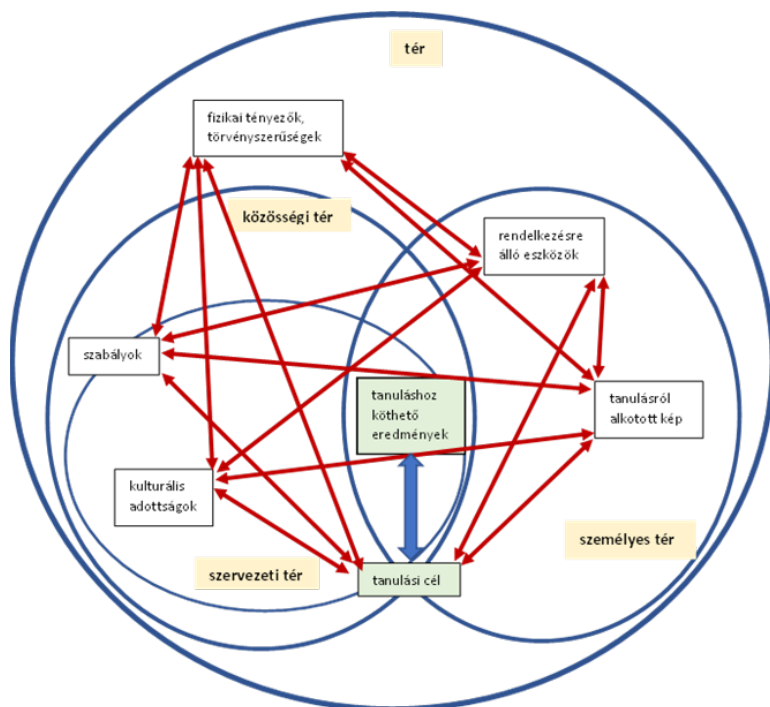 tér
fizikai tényezők,
törvényszerűségek
közösségi tér
rendelkezésre
álló eszközök
szabályok
tanuláshoz
köthető
eredmények
tanulásról
alkotott kép
kulturális
adottságok
személyes tér
szervezeti tér
tanulási cél